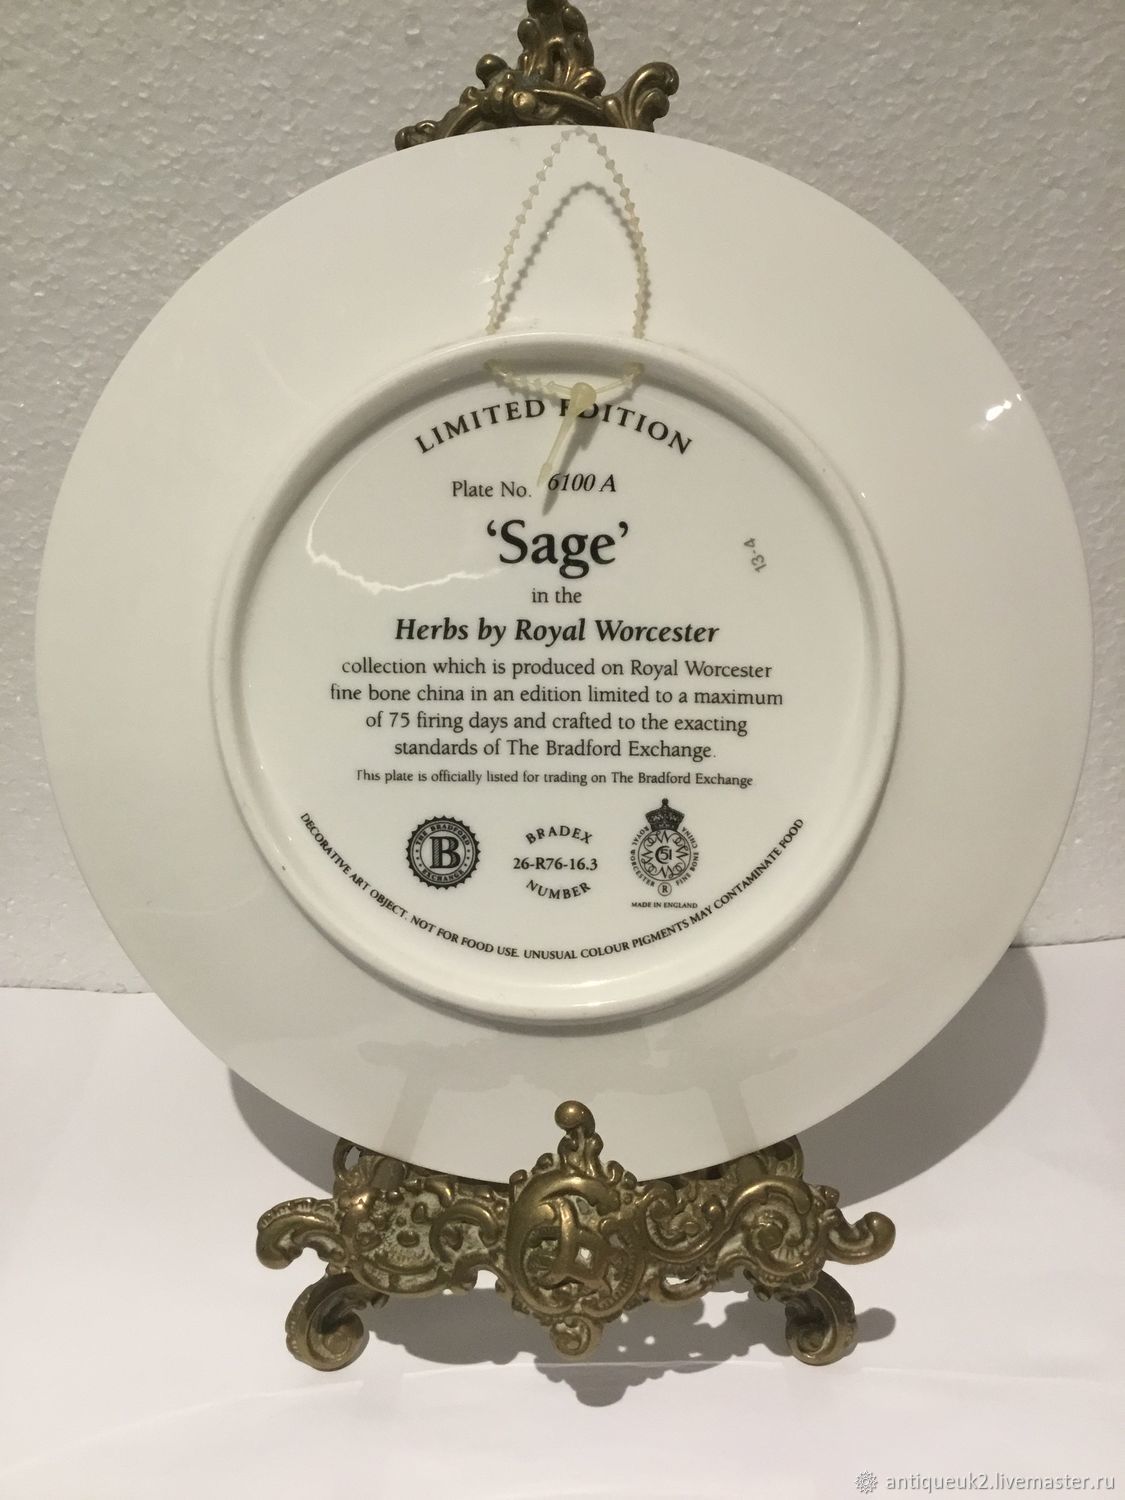 LIMITED EDITION
Plate No. 6100 A
‘Sage’
in the
Herbs by Royal Worcester
collection which is produced on Royal Worcester
fine bone china in an edition limited to a maximum
of 75 firing days and crafted to the exacting
standards of The Bradford Exchange.
This plate is officially listed for trading on The Bradford Exchange
13-4
THE BRADFORD
B
EXCHANGE
BRADEX
26-R76-16.3
NUMBER
ROYAL WORCESTER
FINE BONE CHINA
51
R
MADE IN ENGLAND
DECORATIVE ART OBJECT. NOT FOR FOOD USE. UNUSUAL COLOUR PIGMENTS MAY CONTAMINATE FOOD
antiqueuk2.livemaster.ru